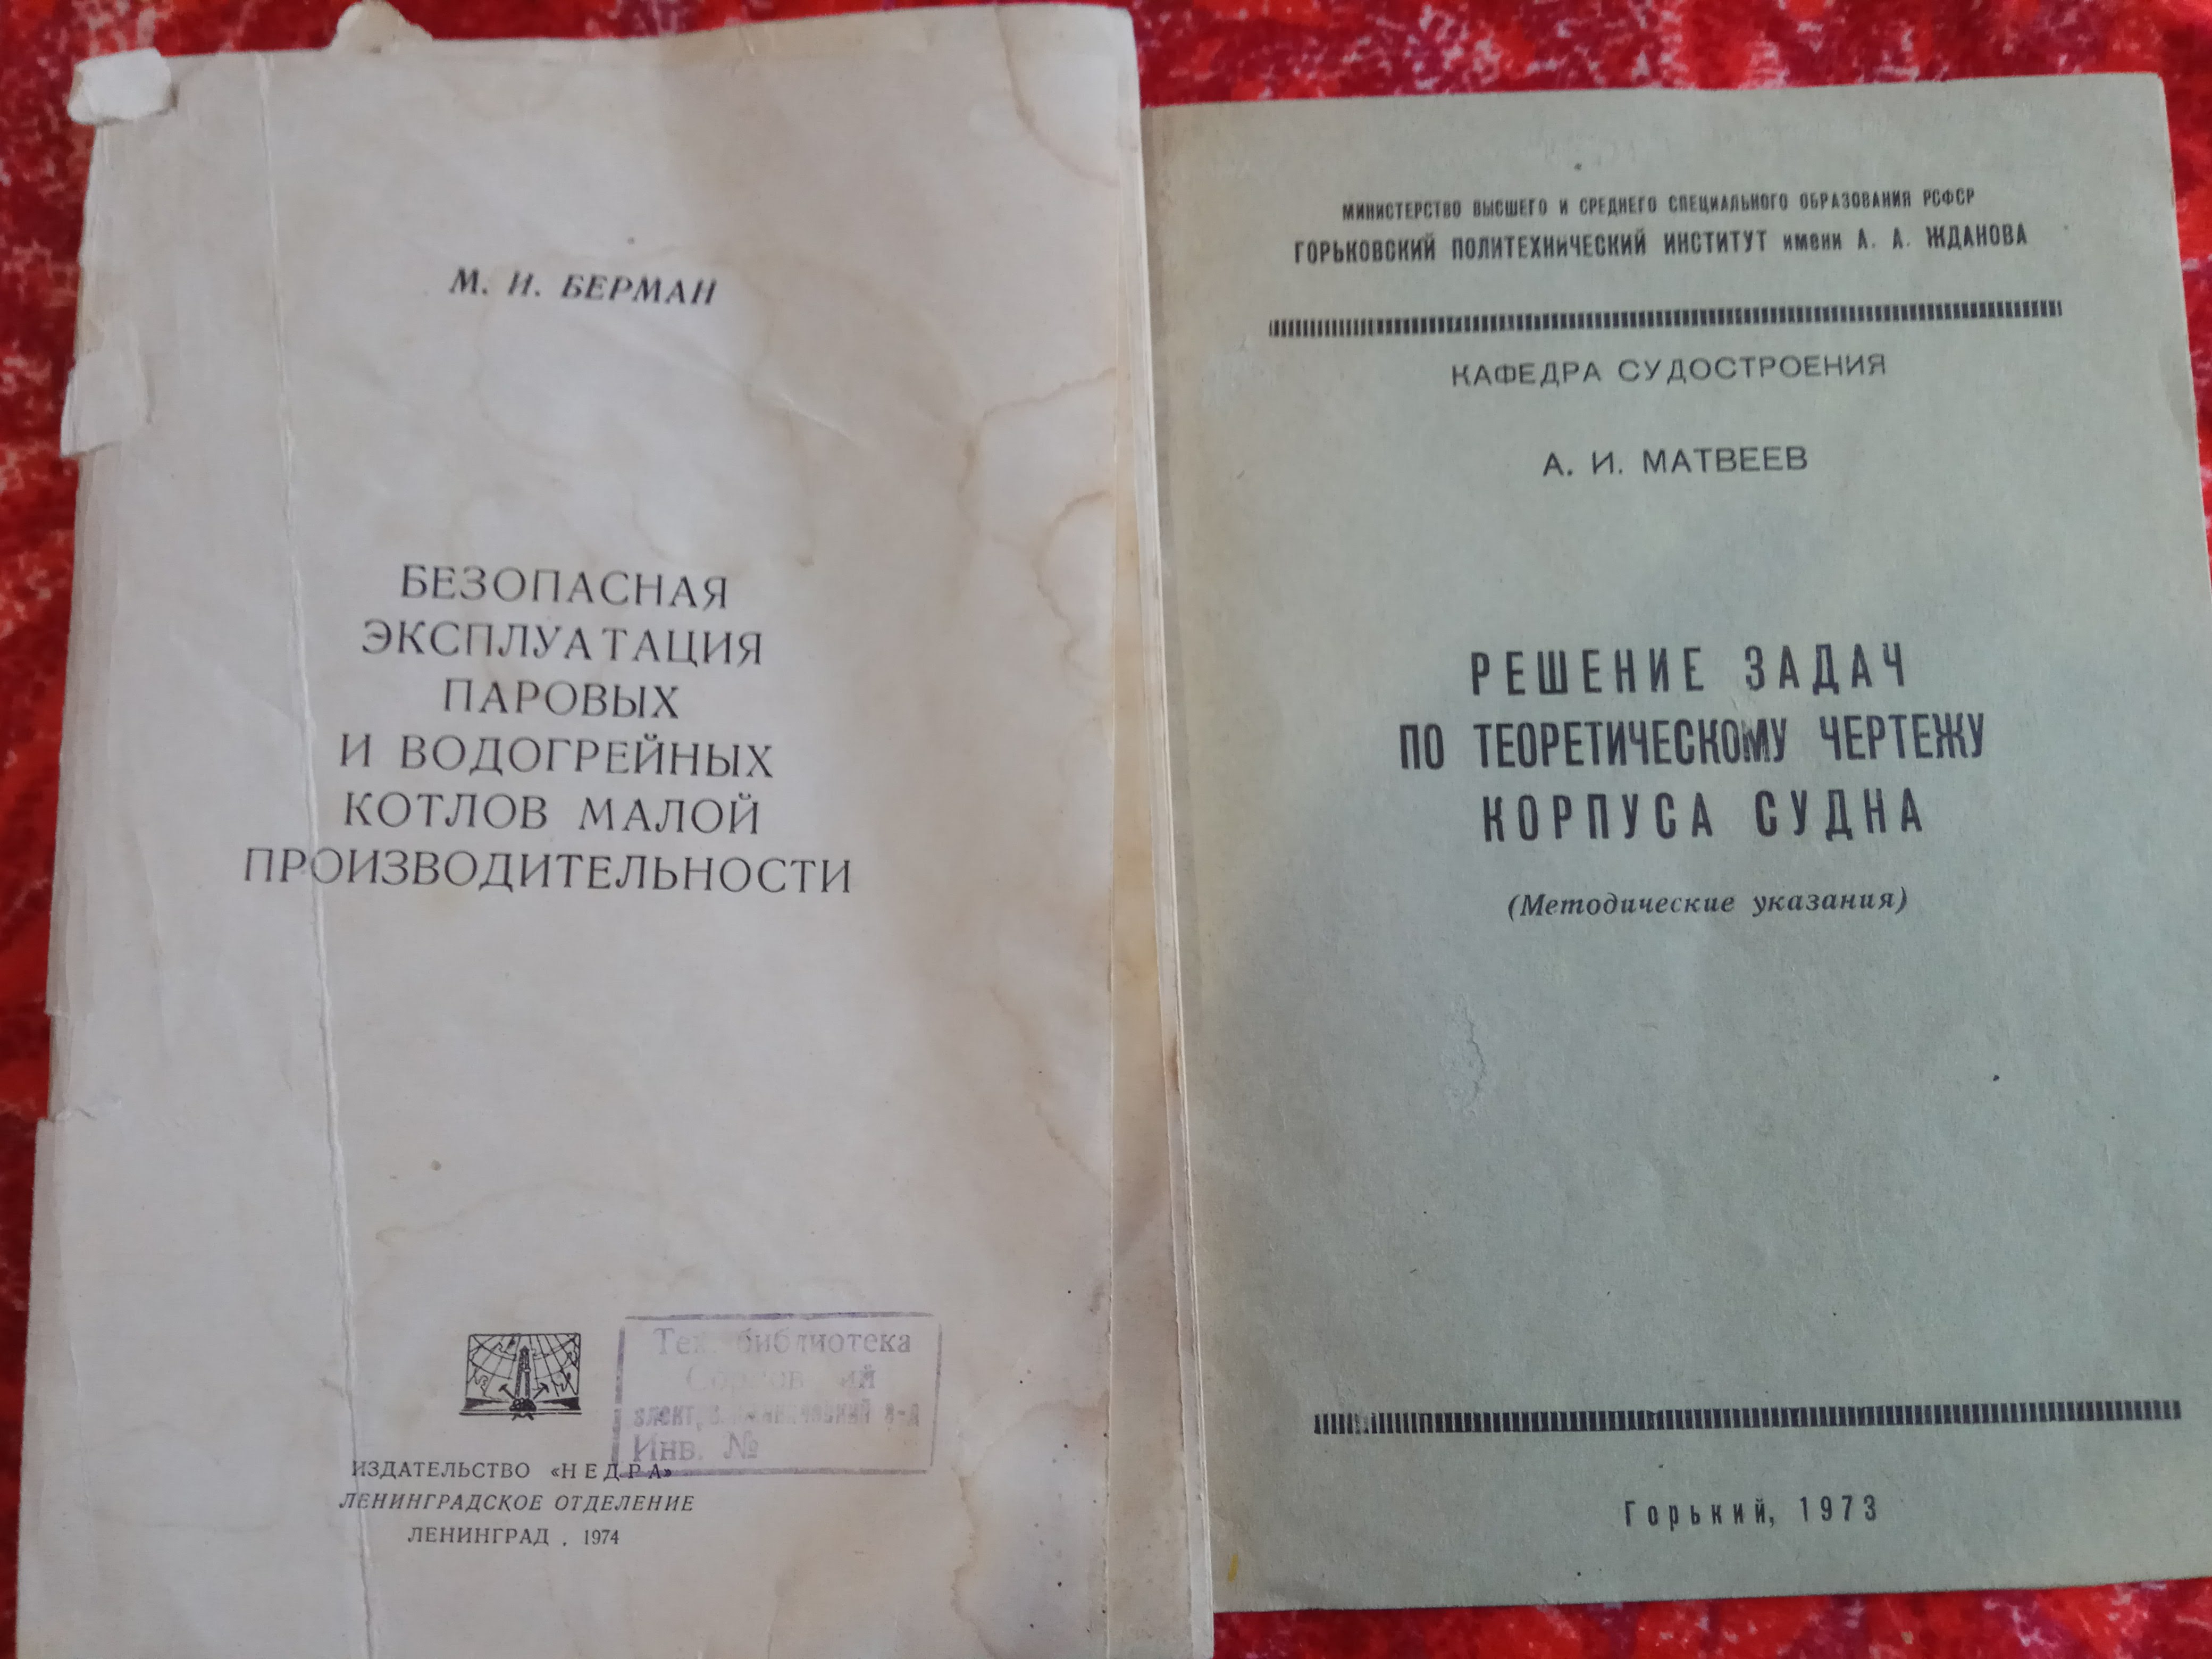 М. И. БЕРМАН
БЕЗОПАСНАЯ
ЭКСПЛУАТАЦИЯ
ПАРОВЫХ
И ВОДОГРЕЙНЫХ
КОТЛОВ МАЛОЙ
ПРОИЗВОДИТЕЛЬНОСТИ
библиотека
Инв. №
ИЗДАТЕЛЬСТВО «НЕДРА»
ЛЕНИНГРАДСКОЕ ОТДЕЛЕНИЕ
ЛЕНИНГРАД . 1974
МИНИСТЕРСТВО ВЫСШЕГО И СРЕДНЕГО СПЕЦИАЛЬНОГО ОБРАЗОВАНИЯ РСФСР
ГОРЬКОВСКИЙ ПОЛИТЕХНИЧЕСКИЙ ИНСТИТУТ имени А. А. ЖДАНОВА
КАФЕДРА СУДОСТРОЕНИЯ
А. И. МАТВЕЕВ
РЕШЕНИЕ ЗАДАЧ
ПО ТЕОРЕТИЧЕСКОМУ ЧЕРТЕЖУ
КОРПУСА СУДНА
(Методические указания)
Горький, 1973